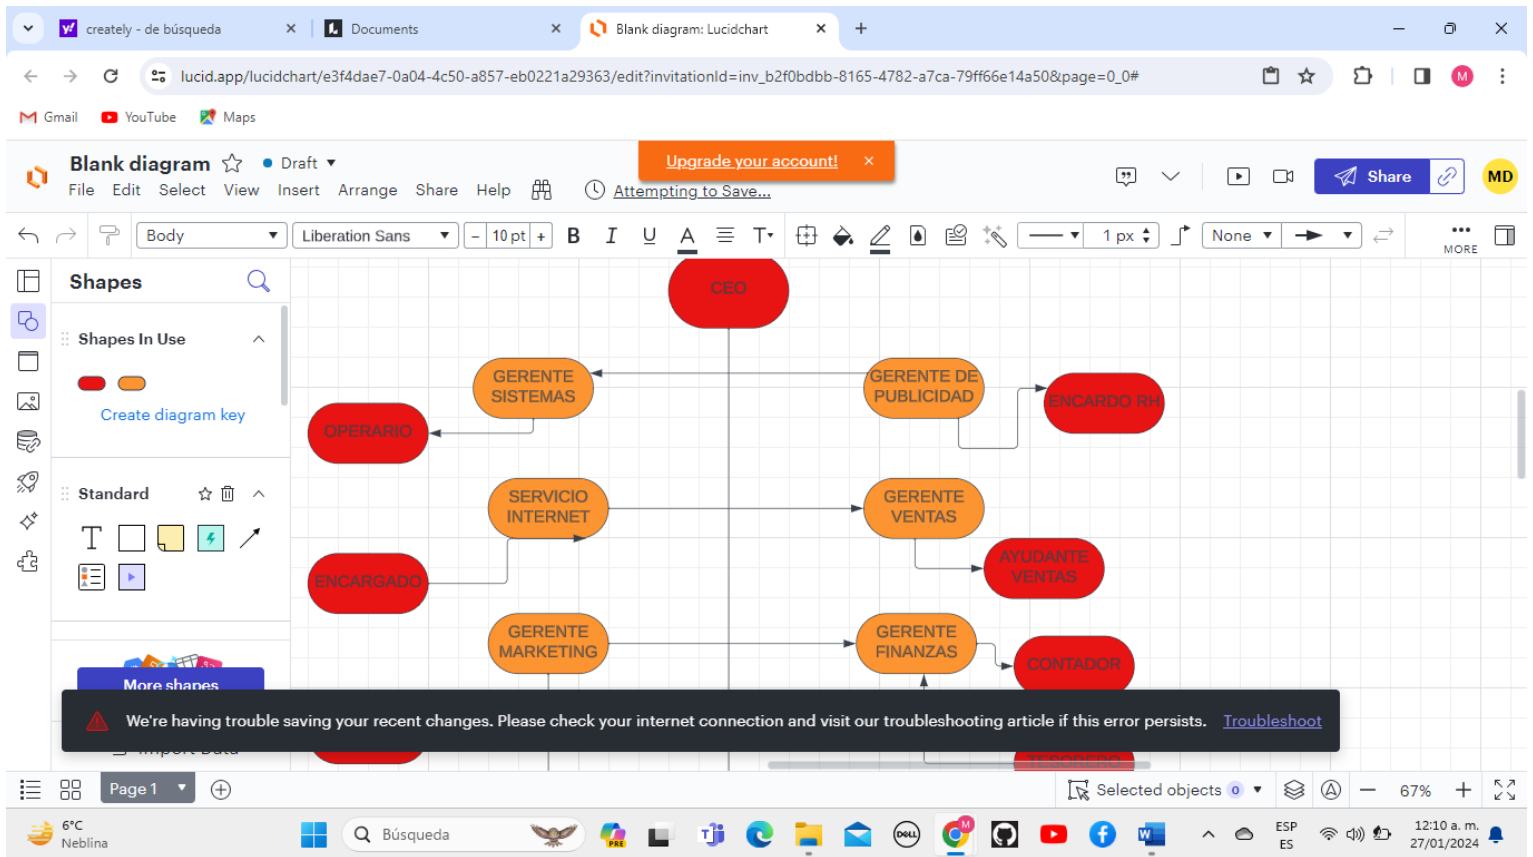 creately - de búsqueda
Documents
Blank diagram: Lucidchart
lucid.app/lucidchart/e3f4dae7-0a04-4c50-a857-eb0221a29363/edit?invitationId=inv_b2f0bdbb-8165-4782-a7ca-79ff66e14a50&page=0_0#
M
Gmail
YouTube
Maps
Blank diagram
Draft
Upgrade your account!
File Edit Select View Insert Arrange Share Help
Attempting to Save...
Share
MD
Body
Liberation Sans
- 10 pt +
B I U A T
1 px
None
MORE
Shapes
Shapes In Use
Create diagram key
Standard
T
More shapes
Import Data
CEO
GERENTE
SISTEMAS
GERENTE DE
PUBLICIDAD
ENCARDO RH
OPERARIO
SERVICIO
INTERNET
GERENTE
VENTAS
AYUDANTE
VENTAS
ENCARGADO
GERENTE
MARKETING
GERENTE
FINANZAS
CONTADOR
We're having trouble saving your recent changes. Please check your internet connection and visit our troubleshooting article if this error persists. Troubleshoot
TESORERO
Page 1
Selected objects 0
67%
6°C
Neblina
Búsqueda
PRE
DELL
M
ESP
ES
12:10 a. m.
27/01/2024